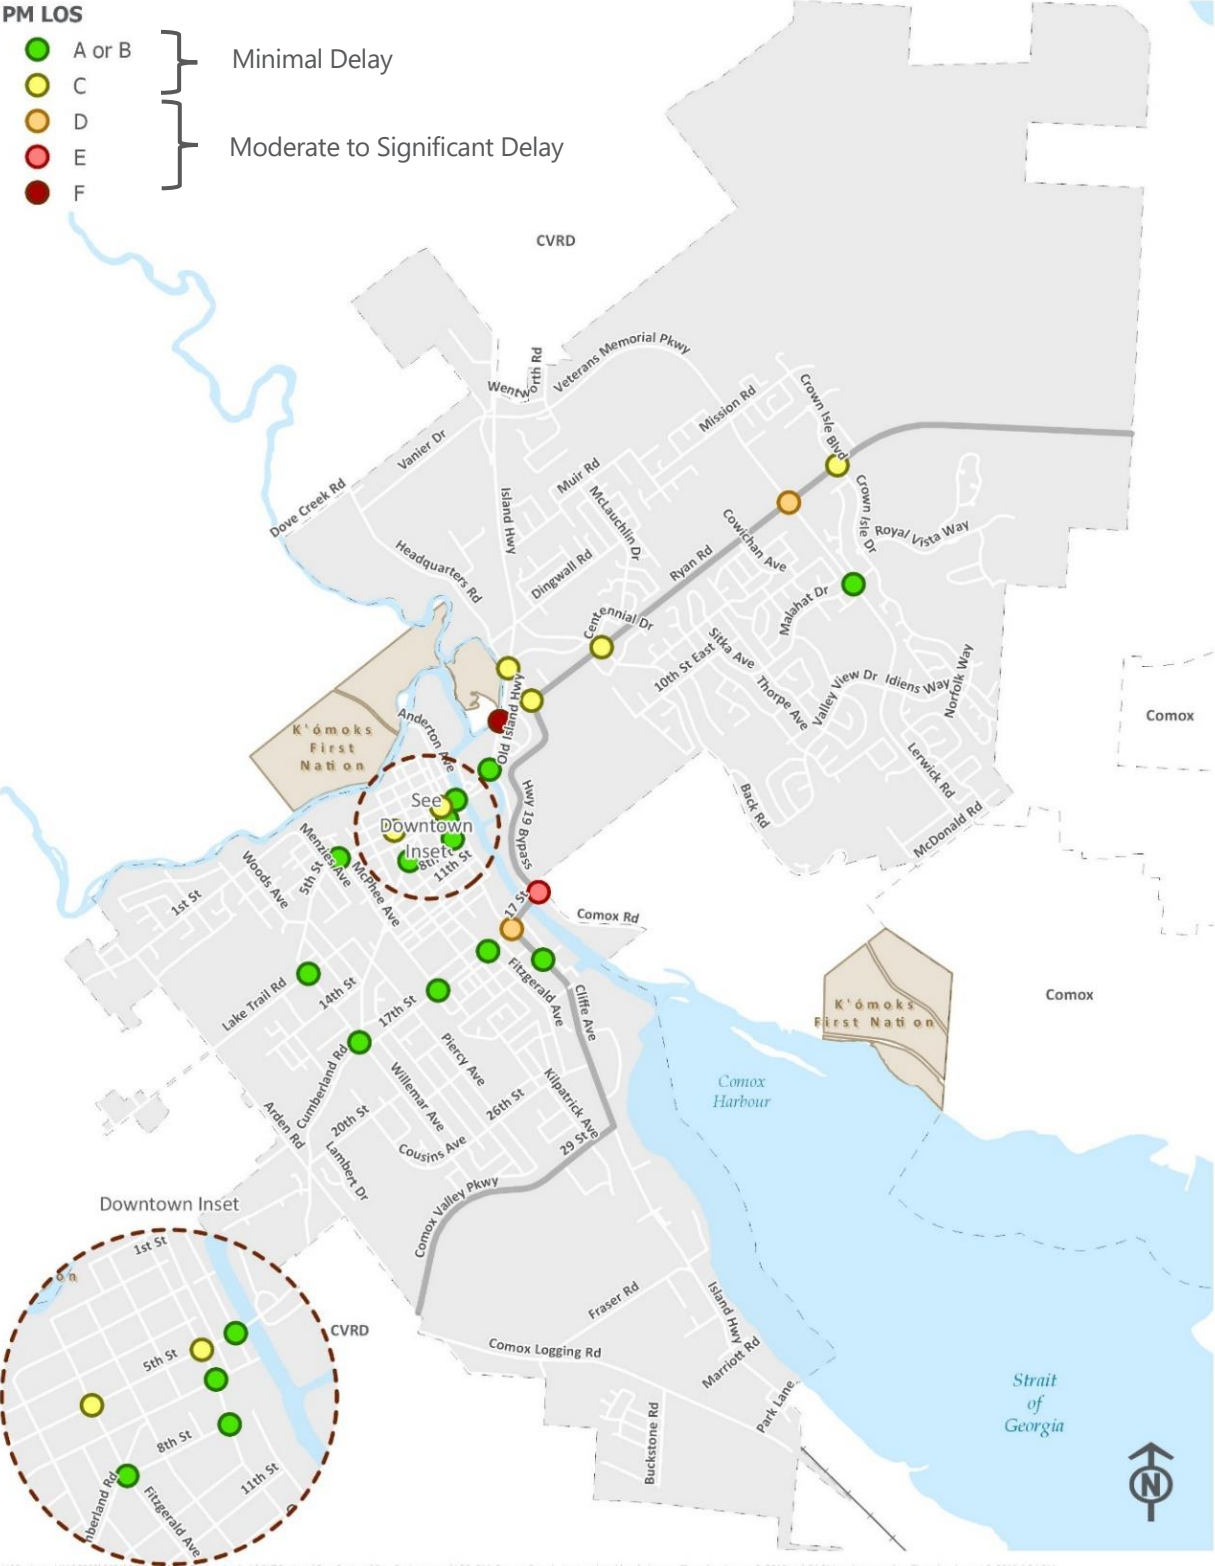 PM LOS
A or B
C
D
E
F
Minimal Delay
Moderate to Significant Delay
CVRD
Wentworth Rd
Veterans Memorial Pkwy
Mission Rd
Crown Isle Blvd
Vanier Dr
Dove Creek Rd
Muir Rd
McLaughlin Dr
Island Hwy
Headquarters Rd
Dingwall Rd
Ryan Rd
Cowichan Ave
Crown Isle Dr
Royal Vista Way
Malahat Dr
Centennial Dr
10th St East
Sitka Ave
Thorpe Ave
Valley View Dr
Idiens Way
Norfolk Way
Comox
K'ómoks
First
Nation
Anderton Ave
Old Island Hwy
Lerwick Rd
Back Rd
McDonald Rd
Hwy 19 Bypass
See
Downtown
Inset
8th
11th St
Menzies Ave
McPhee Ave
5th St
Woods Ave
1st St
17 St
Comox Rd
Lake Trail Rd
14th St
17th St
Fitzgerald Ave
Cliffe Ave
K'ómoks
First Nation
Comox
Cumberland Rd
Piercy Ave
Willemar Ave
Kilpatrick Ave
26th St
20th St
Arden Rd
Cousins Ave
Lambert Dr
29 St
Comox
Harbour
Comox Valley Pkwy
Downtown Inset
1st St
on
5th St
8th St
11th St
mberland Rd
Fitzgerald Ave
CVRD
Fraser Rd
Island Hwy
Comox Logging Rd
Marriott Rd
Park Lane
Buckstone Rd
Strait
of
Georgia
N